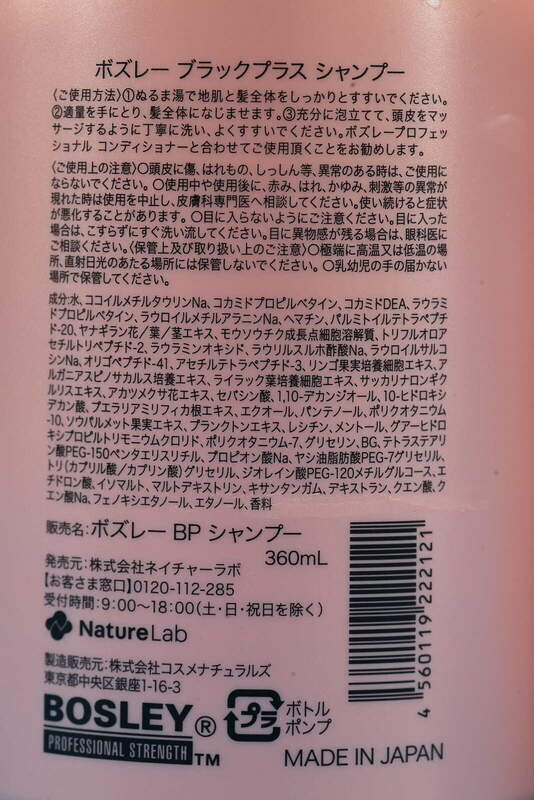 ボズレー ブラックプラス シャンプー
〈ご使用方法〉①ぬるま湯で地肌と髪全体をしっかりとすすいでください。
②適量を手にとり、髪全体になじませます。③充分に泡立てて、頭皮をマッ
サージするように丁寧に洗い、よくすすいでください。ボズレープロフェッ
ショナル コンディショナーと合わせてご使用頂くことをお勧めします。
〈ご使用上の注意〉○頭皮に傷、はれもの、しっしん等、異常のある時は、ご使用に
ならないでください。 ○使用中や使用後に、赤み、はれ、かゆみ、刺激等の異常が
現れた時は使用を中止し、皮膚科専門医へ相談してください。使い続けると症状
が悪化することがあります。 ○目に入らないようにご注意ください。目に入った
場合は、こすらずにすぐ洗い流してください。目に異物感が残る場合は、眼科医に
ご相談ください。〈保管上及び取り扱い上のご注意〉○極端に高温又は低温の場
所、直射日光のあたる場所には保管しないでください。 ○乳幼児の手の届かない
場所で保管してください。
成分:水、ココイルメチルタウリンNa、コカミドプロピルベタイン、コカミドDEA、ラウラミ
ドプロピルベタイン、ラウロイルメチルアラニンNa、ヘマチン、パルミトイルテトラペプチ
ド-20、ヤナギラン花/葉/茎エキス、モウソウチク成長点細胞溶解質、トリフルオロア
セチルトリペプチド-2、ラウラミンオキシド、ラウリルスルホ酢酸Na、ラウロイルサルコ
シンNa、オリゴペプチド-41、アセチルテトラペプチド-3、リンゴ果実培養細胞エキス、ア
ルガニアスピノサカルス培養エキス、ライラック葉培養細胞エキス、サッカリナロンギク
ルリスエキス、アカツメクサ花エキス、セバシン酸、1,10-デカンジオール、10-ヒドロキシ
デカン酸、プエラリアミリフィカ根エキス、エクオール、パンテノール、ポリクオタニウム
-10、ソウパルメット果実エキス、プランクトンエキス、レシチン、メントール、グアーヒドロ
キシプロピルトリモニウムクロリド、ポリクオタニウム-7、グリセリン、BG、テトラステアリ
ン酸PEG-150ペンタエリスリチル、プロピオン酸Na、ヤシ油脂肪酸PEG-7グリセリル、
トリ(カプリル酸/カプリン酸)グリセリル、ジオレイン酸PEG-120メチルグルコース、エ
チドロン酸、イソマルト、マルトデキストリン、キサンタンガム、デキストラン、クエン酸、ク
エン酸Na、フェノキシエタノール、エタノール、香料
販売名:ボズレー BP シャンプー
360mL
発売元:株式会社ネイチャーラボ
【お客さま窓口】0120-112-285
受付時間:9:00〜18:00(土・日・祝日を除く)
NatureLab
製造販売元:株式会社コスメナチュラルズ
東京都中央区銀座1-16-3
BOSLEY®
PROFESSIONAL STRENGTH™
プラ
ボトル
ポンプ
MADE IN JAPAN
4 560119 222121